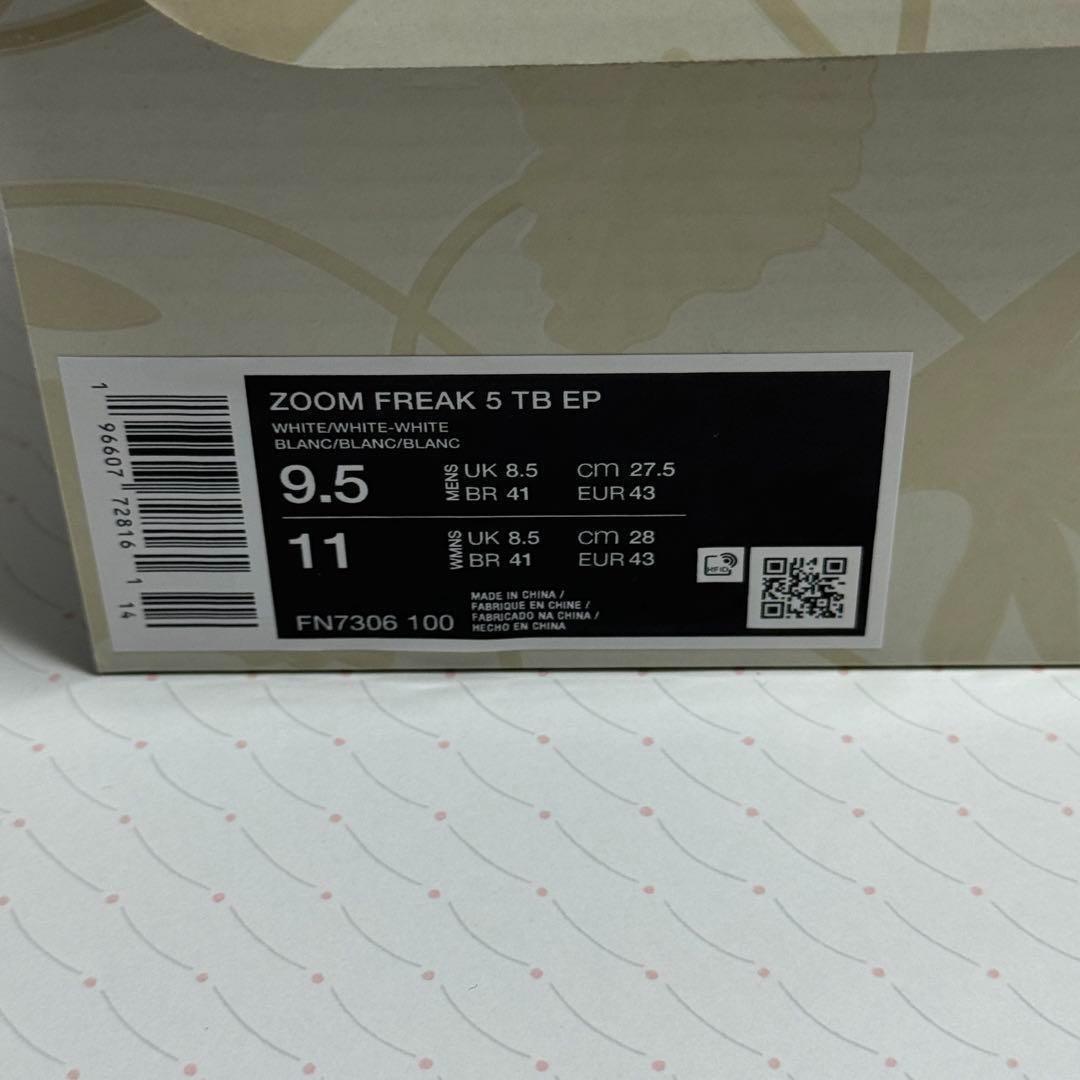 ZOOM FREAK 5 TB EP
WHITE/WHITE-WHITE
BLANC/BLANC/BLANC
9.5 MENS UK 8.5 cm 27.5
BR 41 EUR 43
11 WMNS UK 8.5 cm 28
BR 41 EUR 43
FN7306 100
MADE IN CHINA /
FABRIQUE EN CHINE /
FABRICADO NA CHINA /
HECHO EN CHINA
RFID
1 96607 72816 1 14